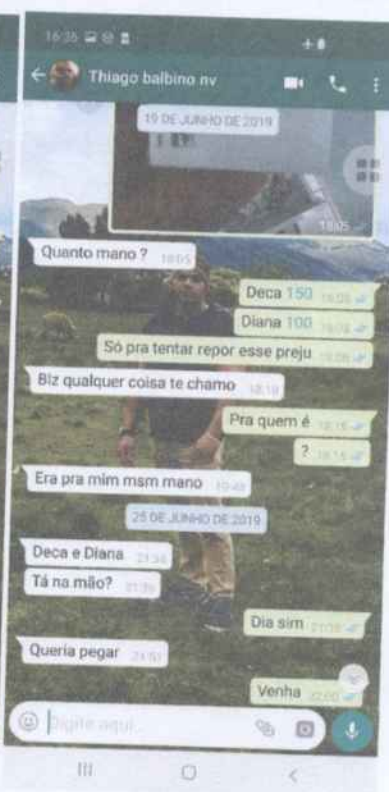 16:35
Thiago balbino nv
19 DE JUNHO DE 2019
18:05
Quanto mano ? 18:05
Deca 150
Diana 100
Só pra tentar repor esse preju
Blz qualquer coisa te chamo 18:18
Pra quem é
?
Era pra mim msm mano
25 DE JUNHO DE 2019
Deca e Diana
Tá na mão?
Dia sim
Queria pegar
Venha
Digite aqui...